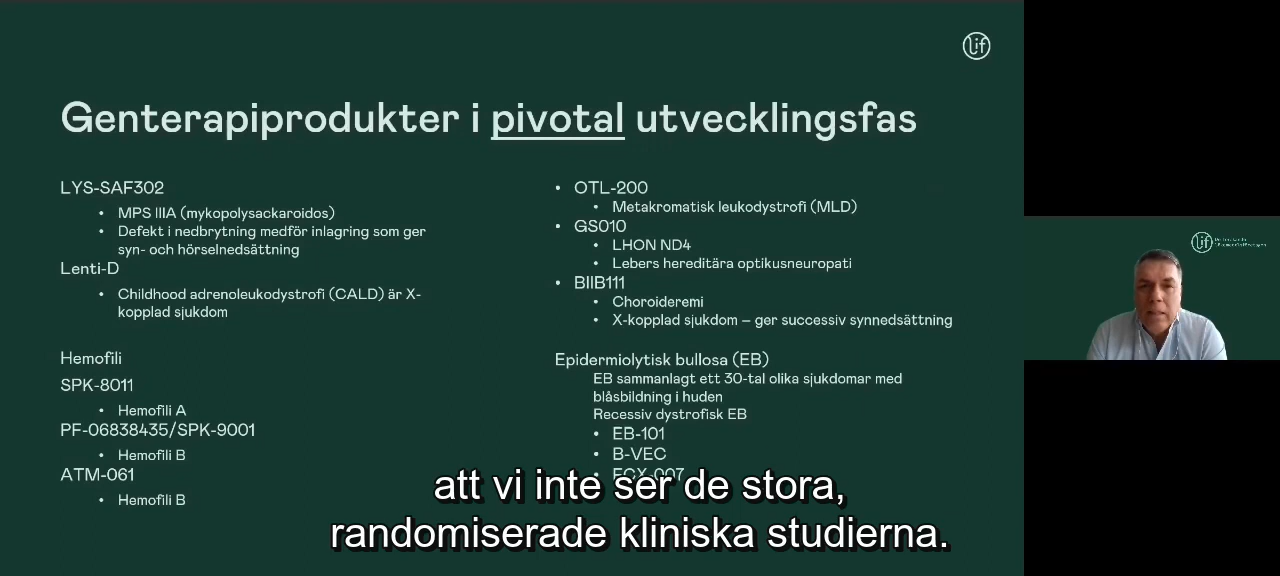 lif
Genterapiprodukter i pivotal utvecklingsfas
LYS-SAF302
• MPS IIIA (mykopolysackaroidos)
• Defekt i nedbrytning medför inlagring som ger
syn- och hörselnedsättning
Lenti-D
• Childhood adrenoleukodystrofi (CALD) är X-
kopplad sjukdom
Hemofili
SPK-8011
• Hemofili A
PF-06838435/SPK-9001
• Hemofili B
ATM-061
• Hemofili B
• OTL-200
• Metakromatisk leukodystrofi (MLD)
• GS010
• LHON ND4
• Lebers hereditära optikusneuropati
• BIIB111
• Choroideremi
• X-kopplad sjukdom – ger successiv synnedsättning
Epidermiolytisk bullosa (EB)
EB sammanlagt ett 30-tal olika sjukdomar med
blåsbildning i huden
Recessiv dystrofisk EB
• EB-101
• B-VEC
• FCX-007
att vi inte ser de stora,
randomiserade kliniska studierna.
lif